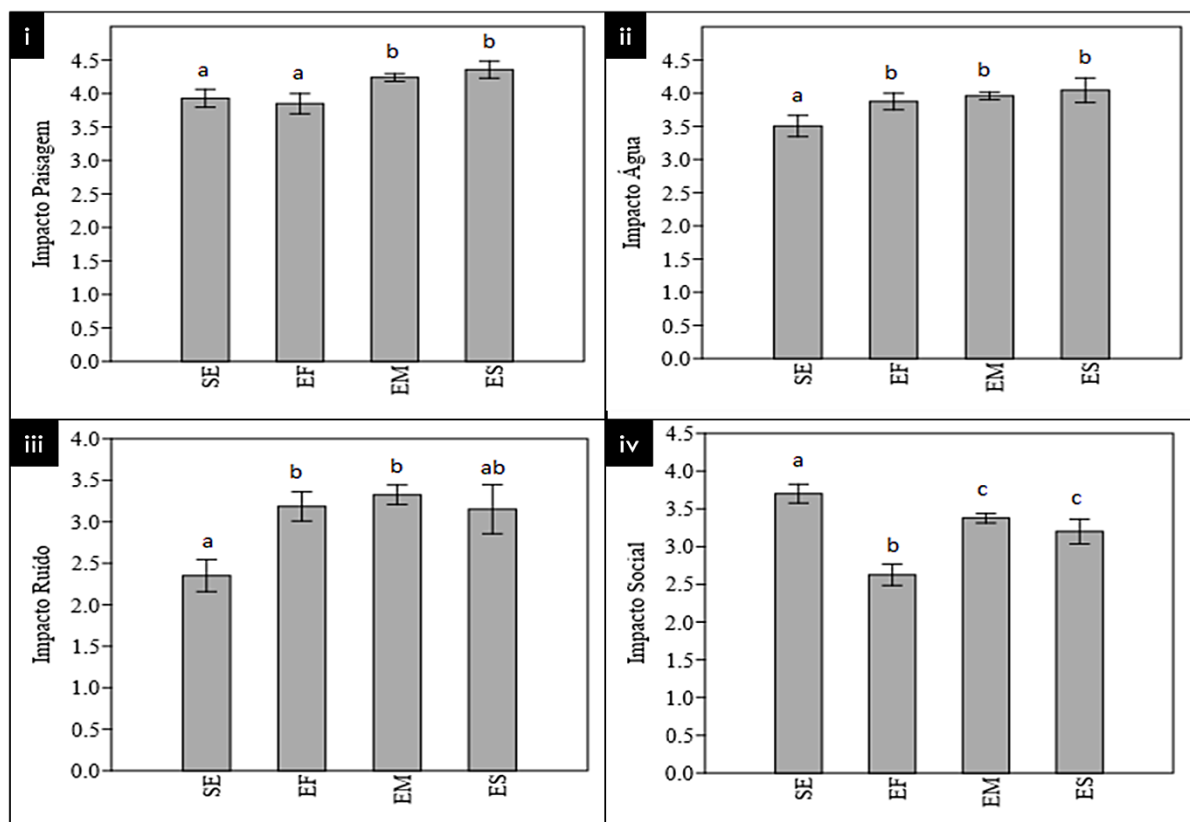 i
a
a
b
b
4.5
4.0
3.5
3.0
2.5
2.0
1.5
1.0
0.5
0.0
Impacto Paisagem
SE
EF
EM
ES
ii
a
b
b
b
4.5
4.0
3.5
3.0
2.5
2.0
1.5
1.0
0.5
0.0
Impacto Água
SE
EF
EM
ES
iii
a
b
b
ab
4.0
3.5
3.0
2.5
2.0
1.5
1.0
0.5
0.0
Impacto Ruído
SE
EF
EM
ES
iv
a
b
c
c
4.5
4.0
3.5
3.0
2.5
2.0
1.5
1.0
0.5
0.0
Impacto Social
SE
EF
EM
ES